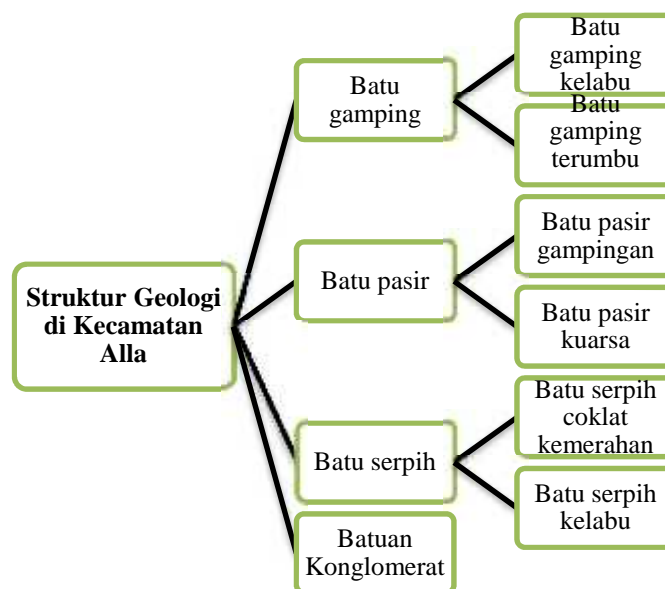 Struktur Geologi
di Kecamatan
Alla
Batu
gamping
Batu
gamping
kelabu
Batu
gamping
terumbu
Batu pasir
Batu pasir
gampingan
Batu pasir
kuarsa
Batu serpih
Batu serpih
coklat
kemerahan
Batu serpih
kelabu
Batuan
Konglomerat